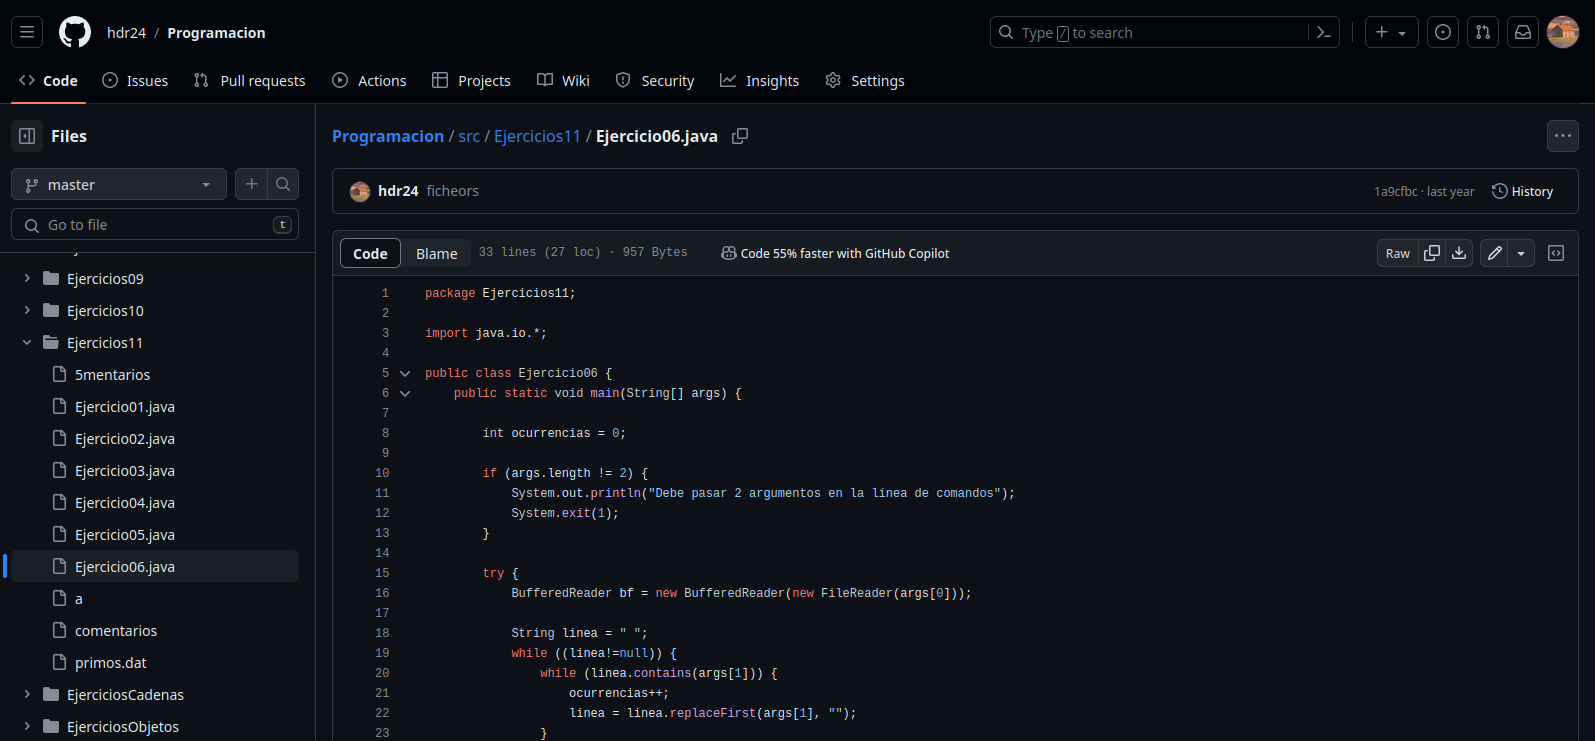 hdr24 / Programacion
Type / to search
Code
Issues
Pull requests
Actions
Projects
Wiki
Security
Insights
Settings
Files
master
Go to file
t
Ejercicios09
Ejercicios10
Ejercicios11
5mentarios
Ejercicio01.java
Ejercicio02.java
Ejercicio03.java
Ejercicio04.java
Ejercicio05.java
Ejercicio06.java
a
comentarios
primos.dat
EjerciciosCadenas
EjerciciosObjetos
Programacion / src / Ejercicios11 / Ejercicio06.java
hdr24 ficheors
1a9cfbc · last year
History
Code
Blame
33 lines (27 loc) · 957 Bytes
Code 55% faster with GitHub Copilot
Raw
1 package Ejercicios11;
2
3 import java.io.*;
4
5 public class Ejercicio06 {
6 public static void main(String[] args) {
7
8 int ocurrencias = 0;
9
10 if (args.length != 2) {
11 System.out.println("Debe pasar 2 argumentos en la línea de comandos");
12 System.exit(1);
13 }
14
15 try {
16 BufferedReader bf = new BufferedReader(new FileReader(args[0]));
17
18 String linea = " ";
19 while ((linea!=null)) {
20 while (linea.contains(args[1])) {
21 ocurrencias++;
22 linea = linea.replaceFirst(args[1], "");
23 }